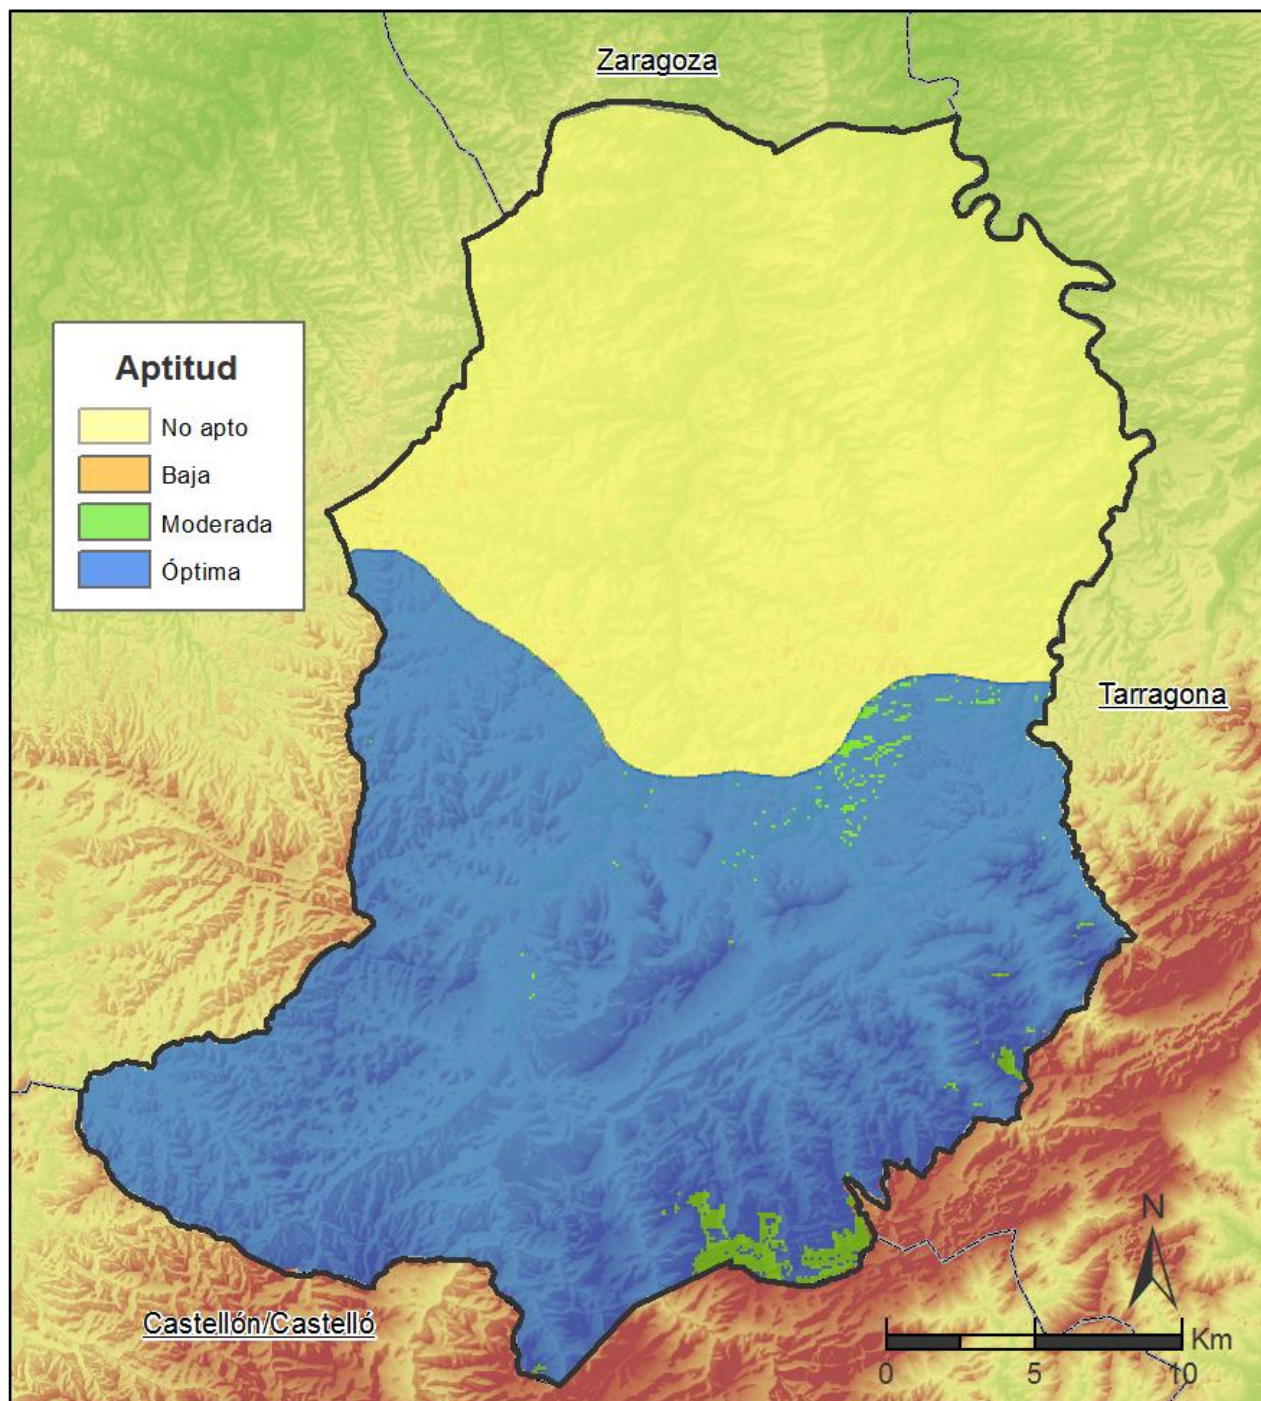 Zaragoza
Aptitud
No apto
Baja
Moderada
Óptima
Tarragona
N
Castellón/Castelló
Km
0 5 10